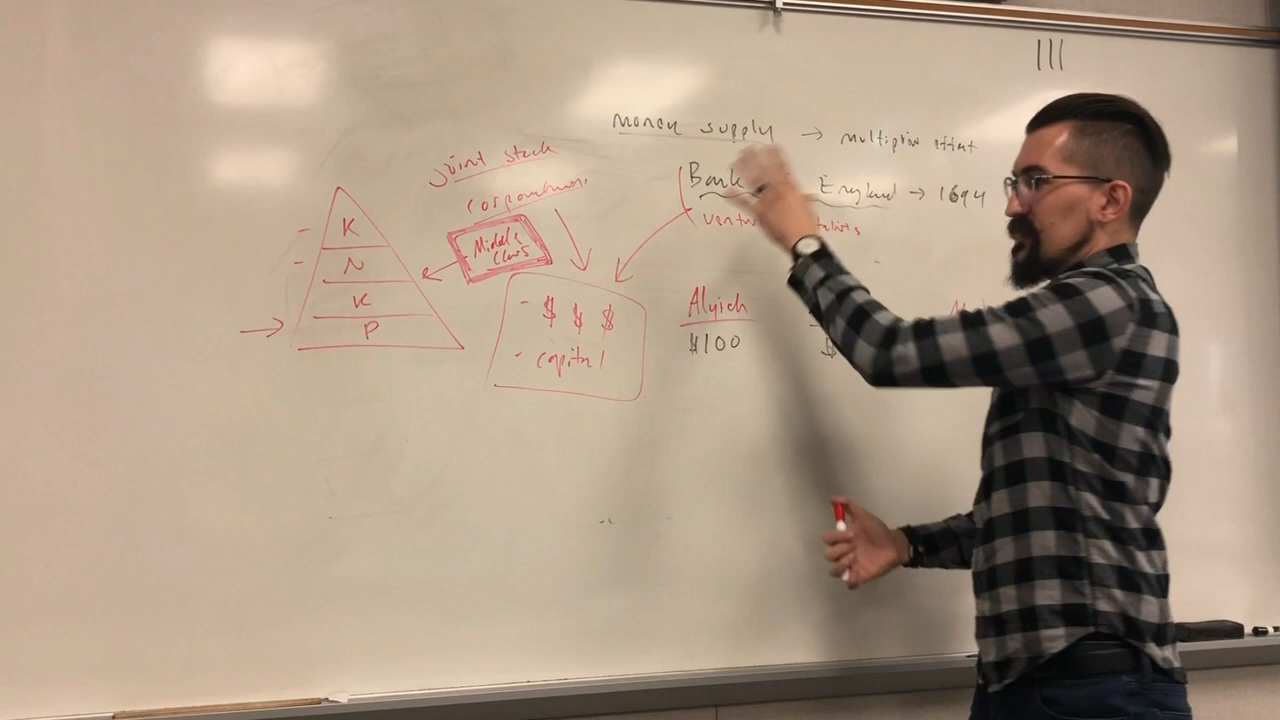 III
money supply → multiplier effect
joint stock
corporations
Bank England → 1694
K
N
K
P
Middle
Class
- $ $ $
- capital
Alyich
$100
$